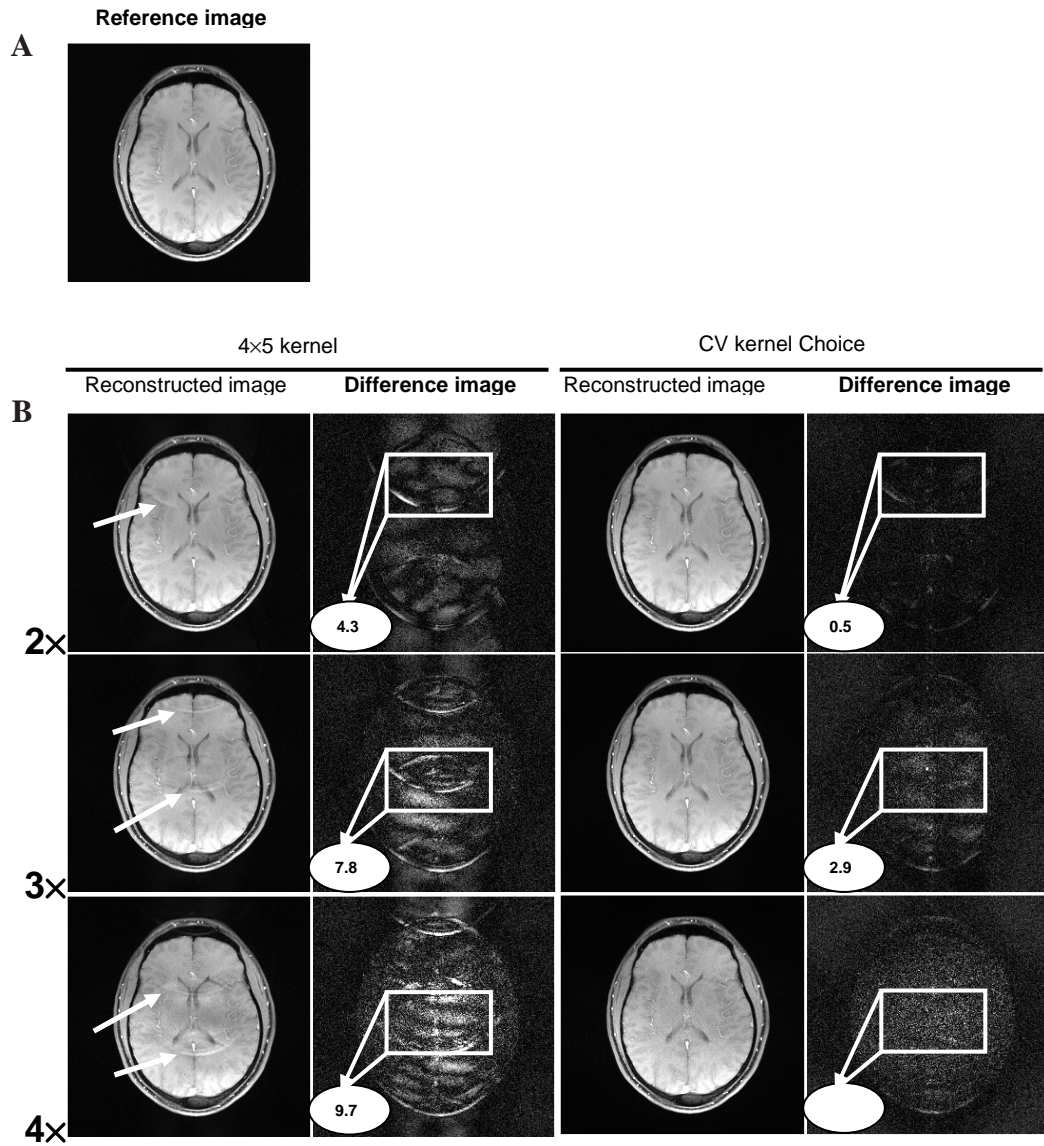 Reference image
A
4×5 kernel
CV kernel Choice
Reconstructed image
Difference image
Reconstructed image
Difference image
B
4.3
0.5
2×
7.8
2.9
3×
9.7
4×